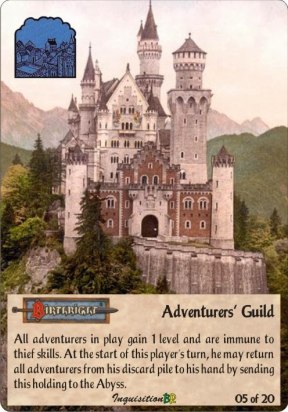 Birthright
Adventurers' Guild
All adventurers in play gain 1 level and are immune to
thief skills. At the start of this player's turn, he may return
all adventurers from his discard pile to his hand by sending
this holding to the Abyss.
InquisitionBR
05 of 20